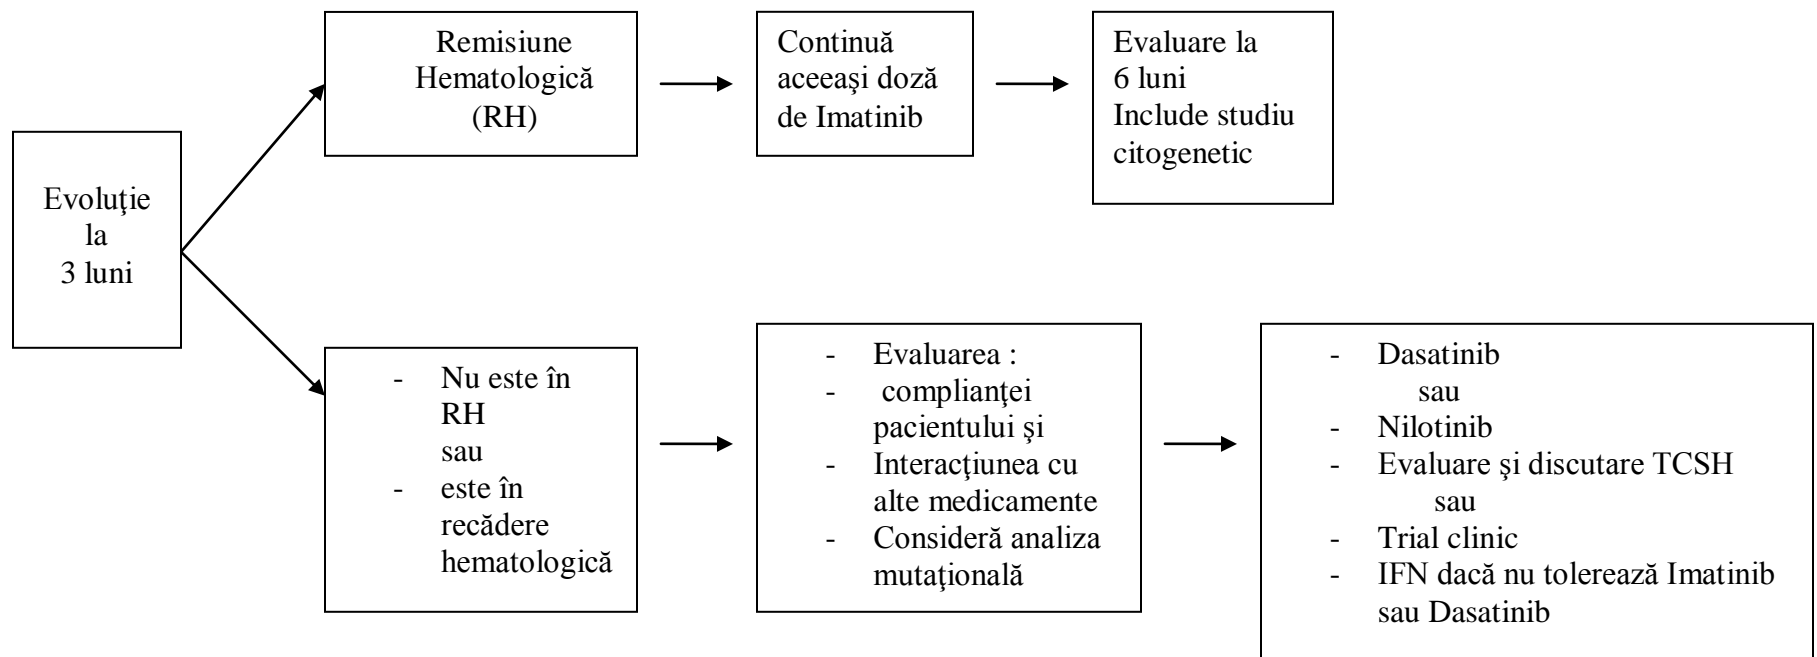 Evoluţie
la
3 luni
Remisiune
Hematologică
(RH)
Continuă
aceeaşi doză
de Imatinib
Evaluare la
6 luni
Include studiu
citogenetic
- Nu este în
RH
sau
- este în
recădere
hematologică
- Evaluarea :
- complianţei
pacientului şi
- Interacţiunea cu
alte medicamente
- Consideră analiza
mutaţională
- Dasatinib
sau
- Nilotinib
- Evaluare şi discutare TCSH
sau
- Trial clinic
- IFN dacă nu tolerează Imatinib
sau Dasatinib